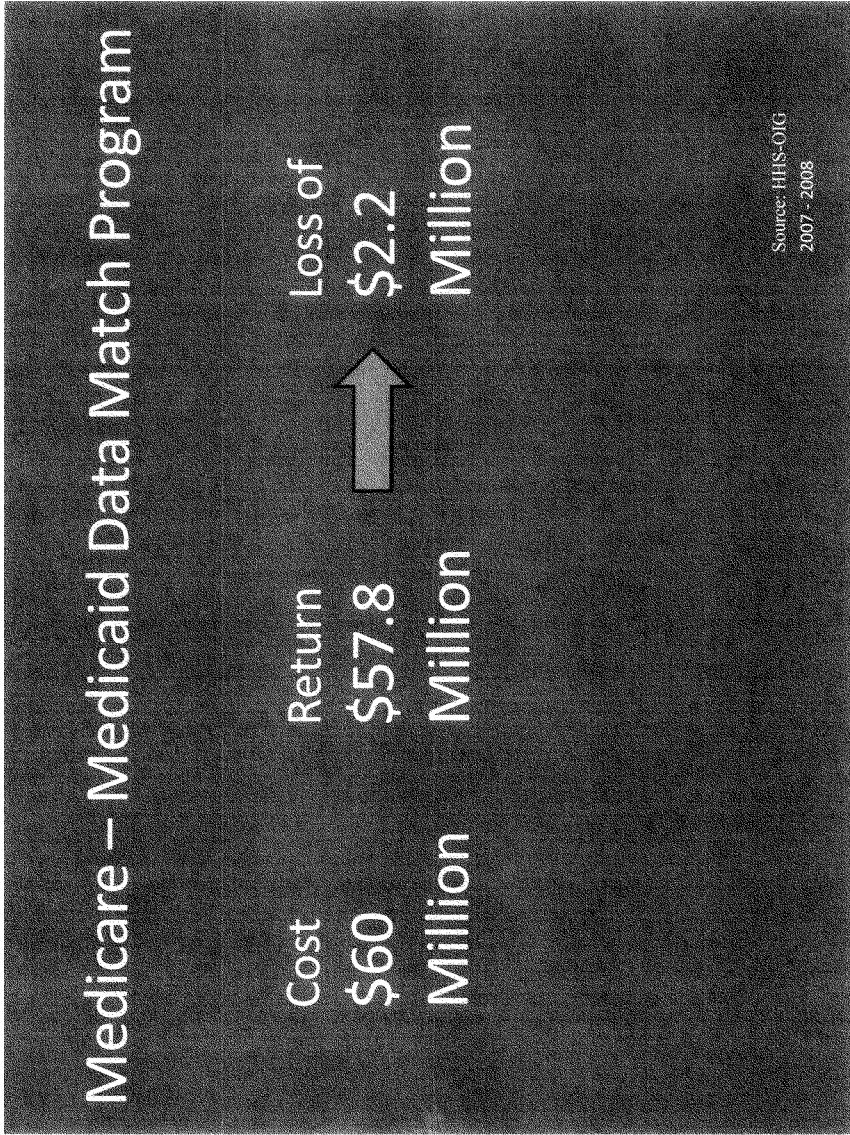 Medicare – Medicaid Data Match Program
Cost
$60
Million
Return
$57.8
Million
Loss of
$2.2
Million
Source: HHS-OIG
2007 - 2008